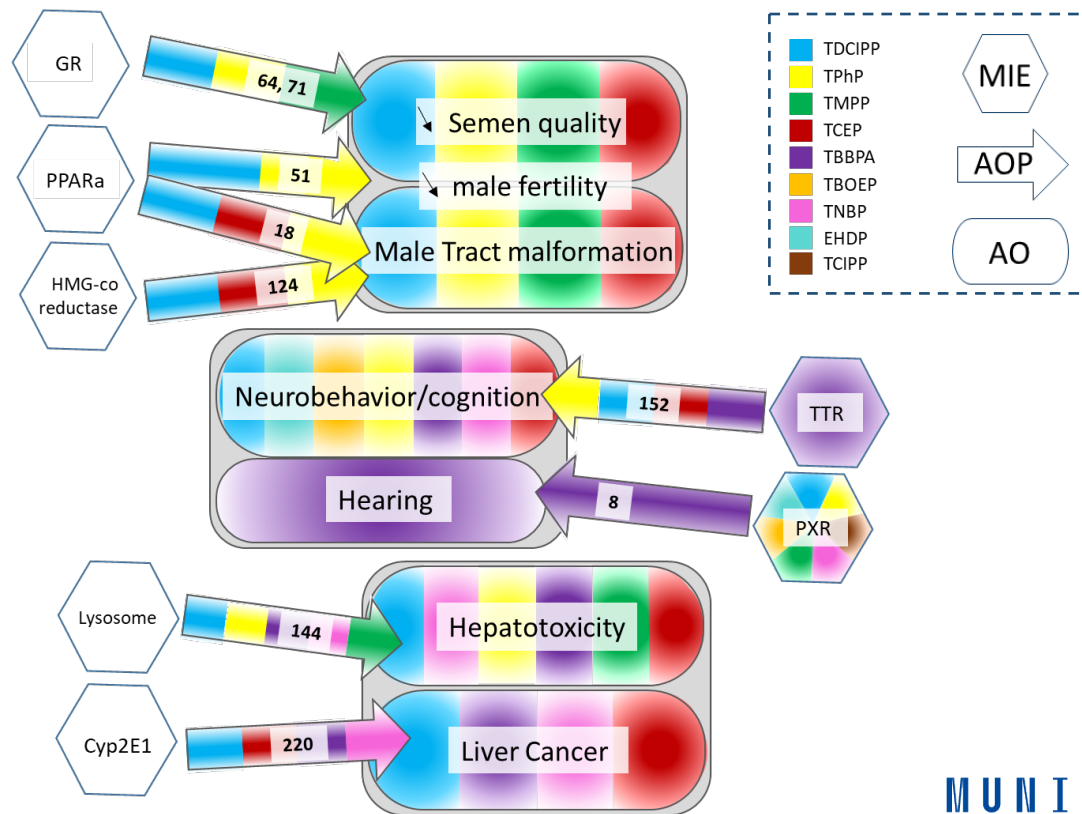 GR
64, 71
Semen quality
PPARa
51
male fertility
18
Male Tract malformation
HMG-co
reductase
124
TDCIPP
TPhP
TMPP
TCEP
TBBPA
TBOEP
TNBP
EHDP
TCIPP
MIE
AOP
AO
Neurobehavior/cognition
152
TTR
Hearing
8
PXR
Lysosome
144
Hepatotoxicity
Cyp2E1
220
Liver Cancer
MUNI